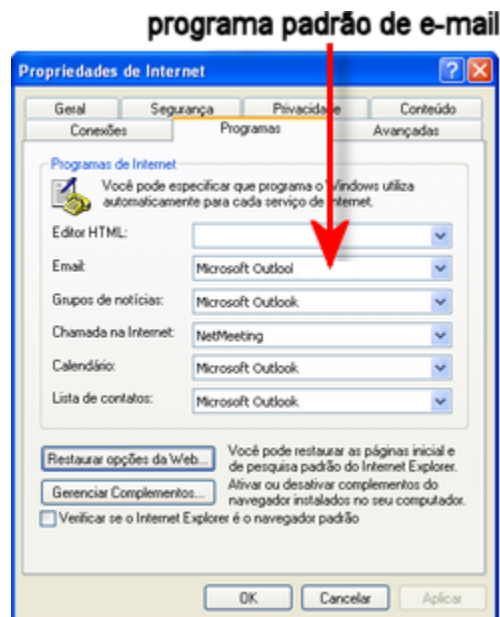 programa padrão de e-mail
Propriedades de Internet
Geral Segurança Privacidade Conteúdo
Conexões Programas Avançadas
Programas de Internet
Você pode especificar que programa o Windows utiliza
automaticamente para cada serviço de Internet.
Editor HTML:
Email: Microsoft Outlool
Grupos de notícias: Microsoft Outlook
Chamada na Internet: NetMeeting
Calendário: Microsoft Outlook
Lista de contatos: Microsoft Outlook
Restaurar opções da Web... Você pode restaurar as páginas inicial e
de pesquisa padrão do Internet Explorer.
Gerenciar Complementos... Ativar ou desativar complementos do
navegador instalados no seu computador.
Verificar se o Internet Explorer é o navegador padrão
OK Cancelar Aplicar